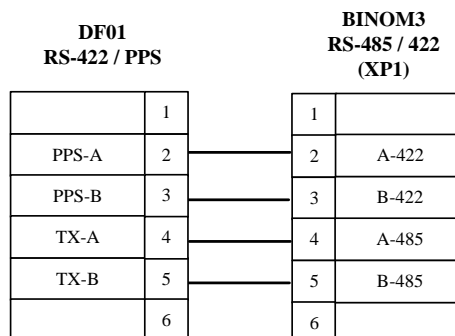 DF01
RS-422 / PPS
BINOM3
RS-485 / 422
(XP1)
1 1
PPS-A 2 2 A-422
PPS-B 3 3 B-422
TX-A 4 4 A-485
TX-B 5 5 B-485
6 6